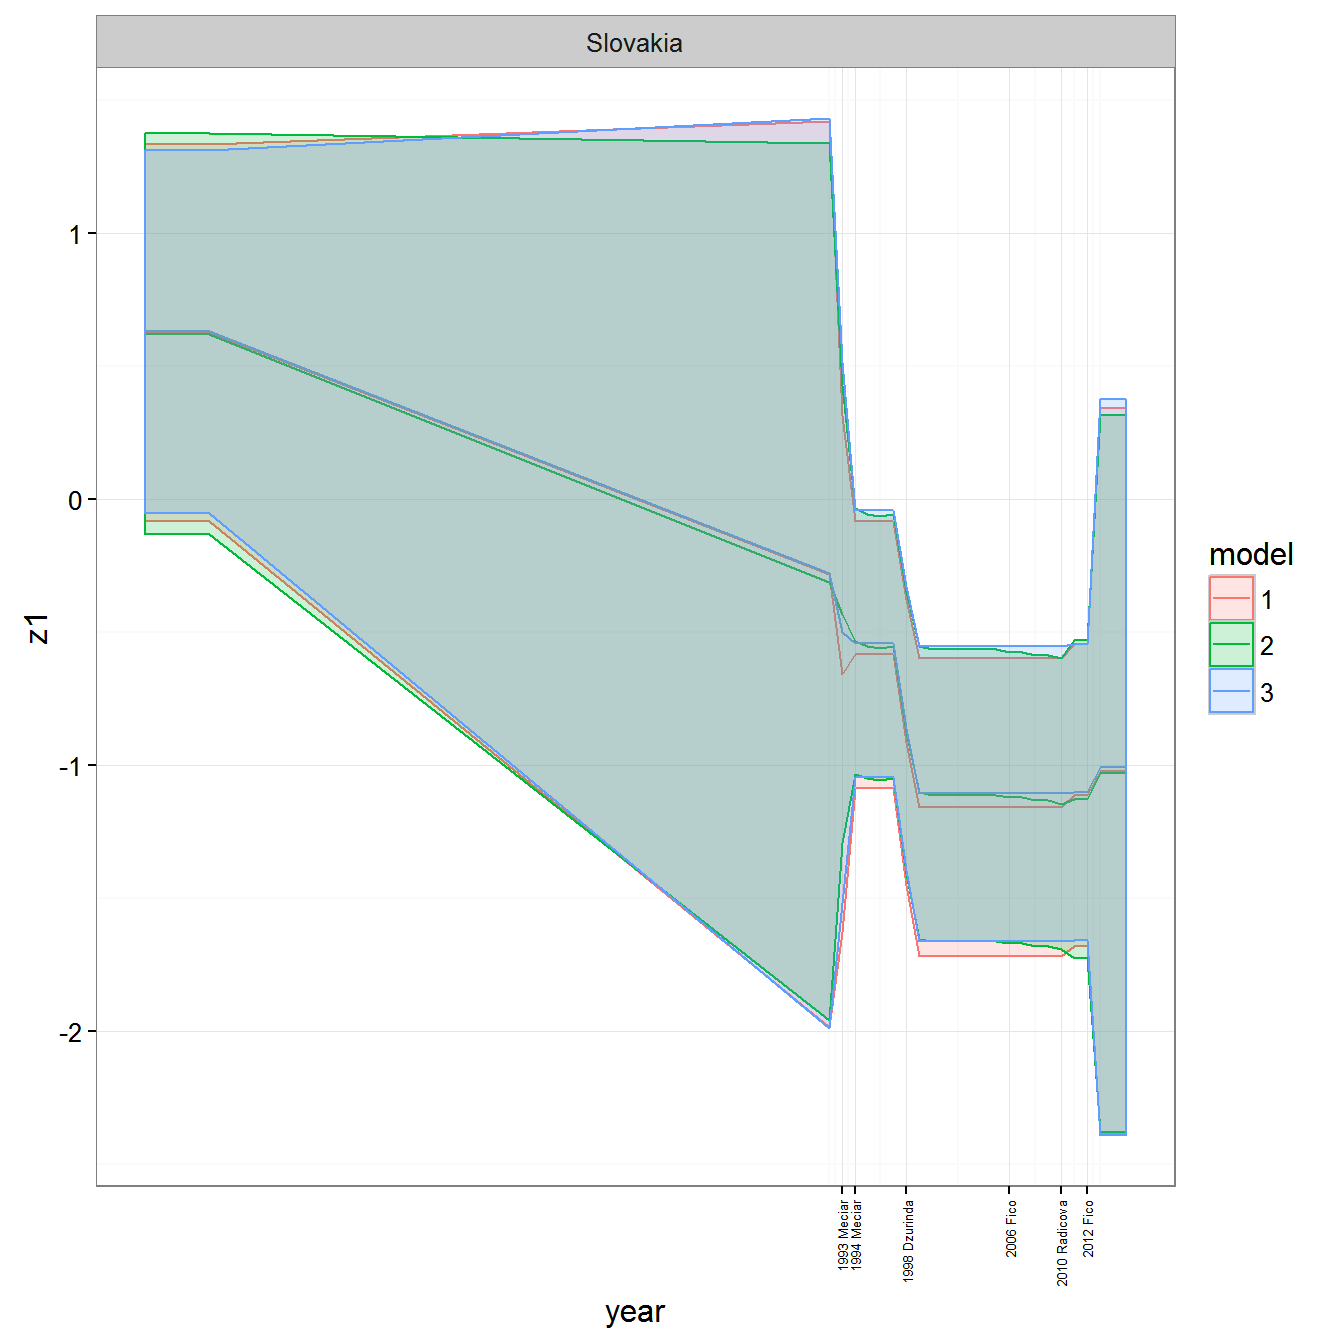 Slovakia
1
0
-1
-2
z1
1993 Meciar
1994 Meciar
1998 Dzurinda
2006 Fico
2010 Radicova
2012 Fico
year
model
1
2
3